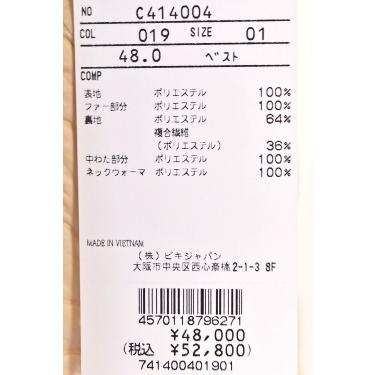 NO C414004
COL 019 SIZE 01
48.0 ベスト
COMP
表地 ポリエステル 100%
ファー部分 ポリエステル 100%
裏地 ポリエステル 64%
複合繊維
(ポリエステル) 36%
中わた部分 ポリエステル 100%
ネックウォーマ ポリエステル 100%
MADE IN VIETNAM
(株)ビキジャパン
大阪市中央区西心斎橋2-1-3 8F
4570118796271
¥48,000
(税込 ¥52,800)
741400401901